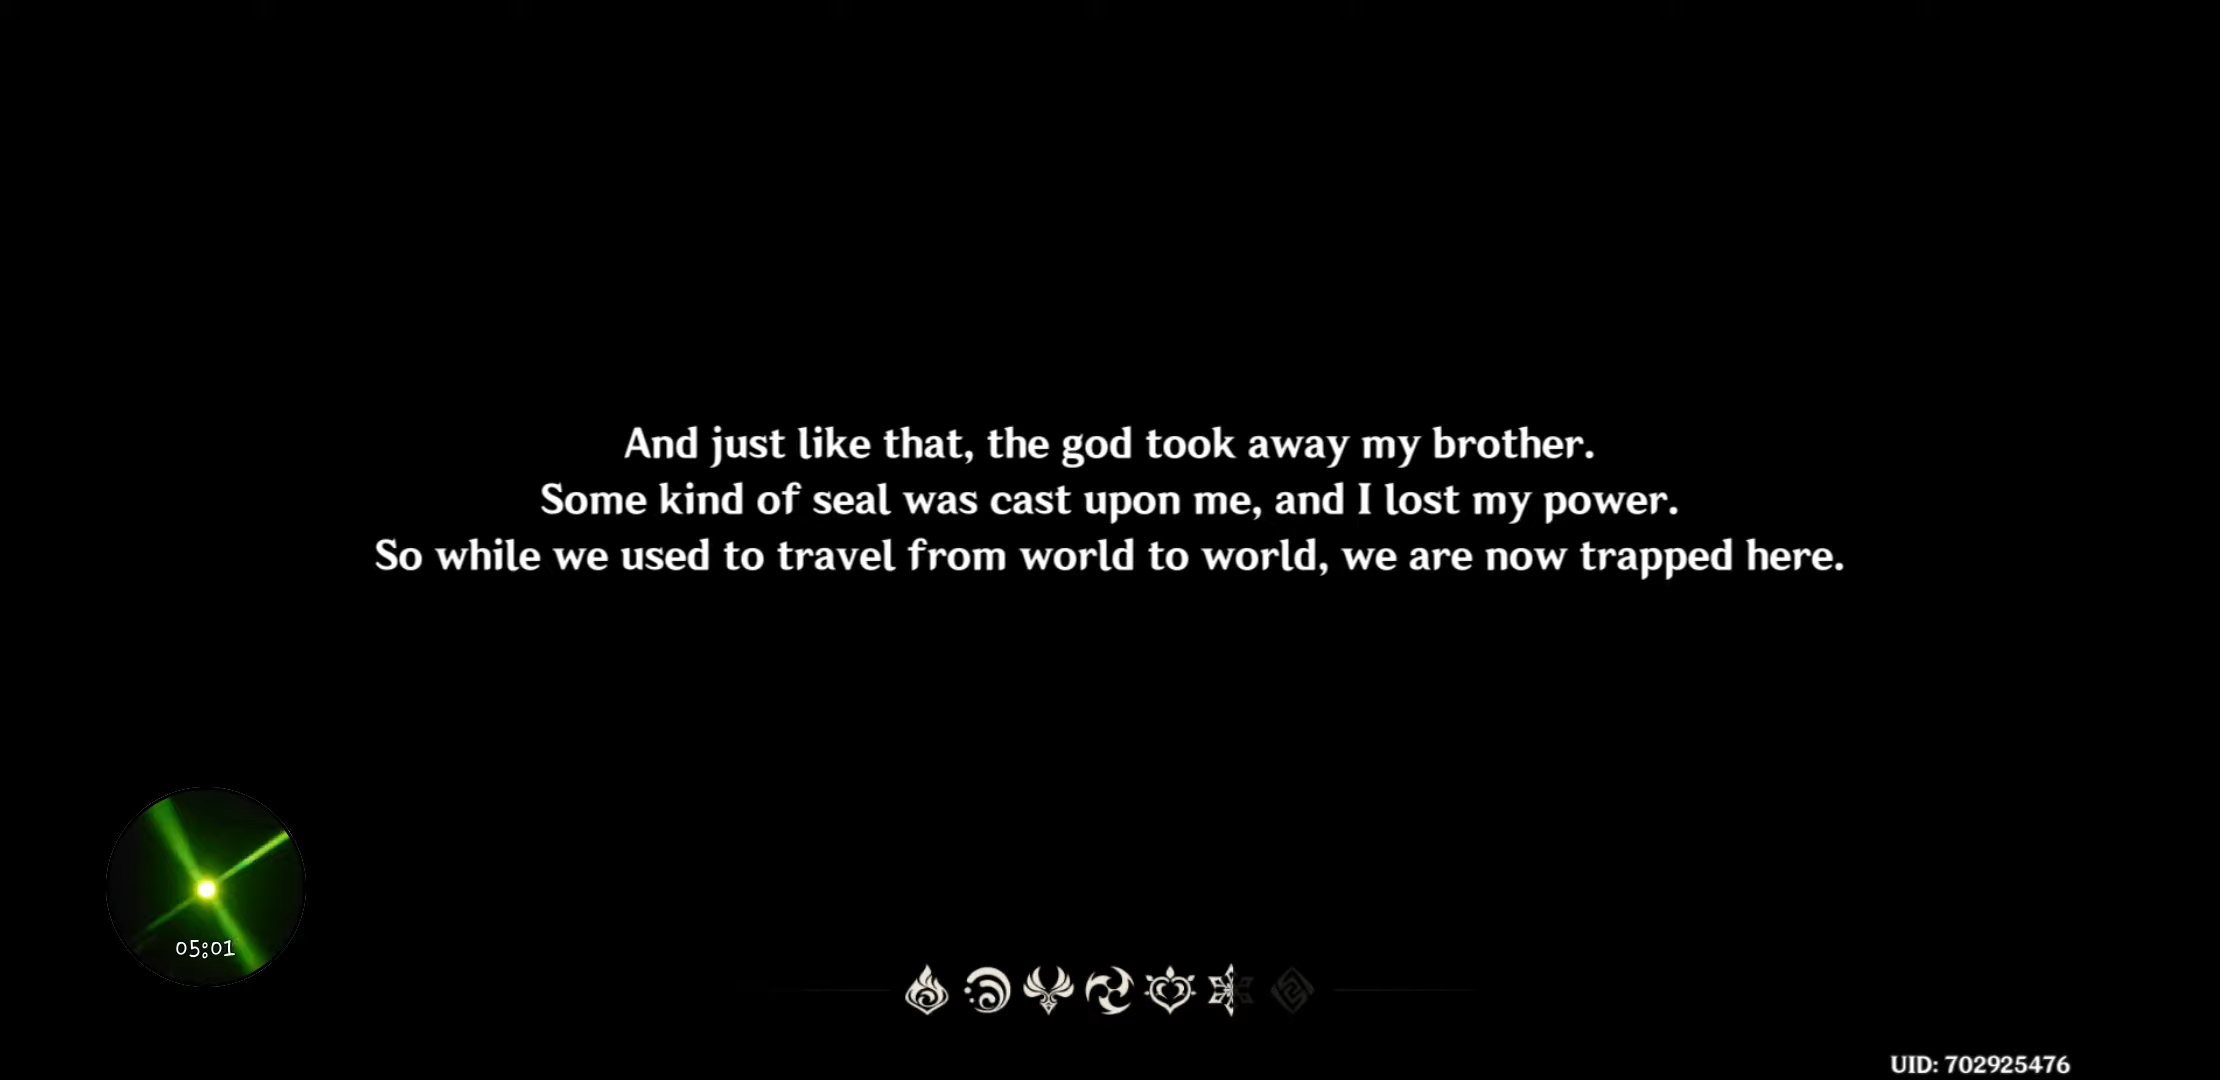 And just like that, the god took away my brother.
Some kind of seal was cast upon me, and I lost my power.
So while we used to travel from world to world, we are now trapped here.
05:01
UID: 702925476